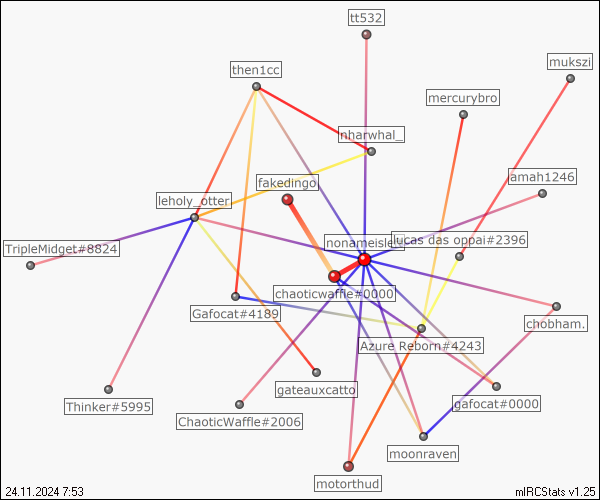 tt532
mukszi
then1cc
mercurybro
nharwhal_
amah1246
fakedingo
leholy_otter
TripleMidget#8824
lucas das oppai#2396
chaoticwaffle#0000
Gafocat#4189
chobham.
Azure Reborn#4243
gateauxcatto
gafocat#0000
Thinker#5995
ChaoticWaffle#2006
moonraven
motorthud
24.11.2024 7:53
mIRCStats v1.25